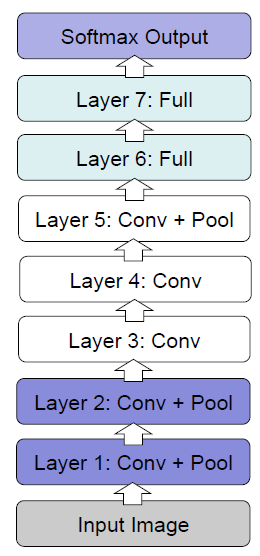 Softmax Output
Layer 7: Full
Layer 6: Full
Layer 5: Conv + Pool
Layer 4: Conv
Layer 3: Conv
Layer 2: Conv + Pool
Layer 1: Conv + Pool
Input Image